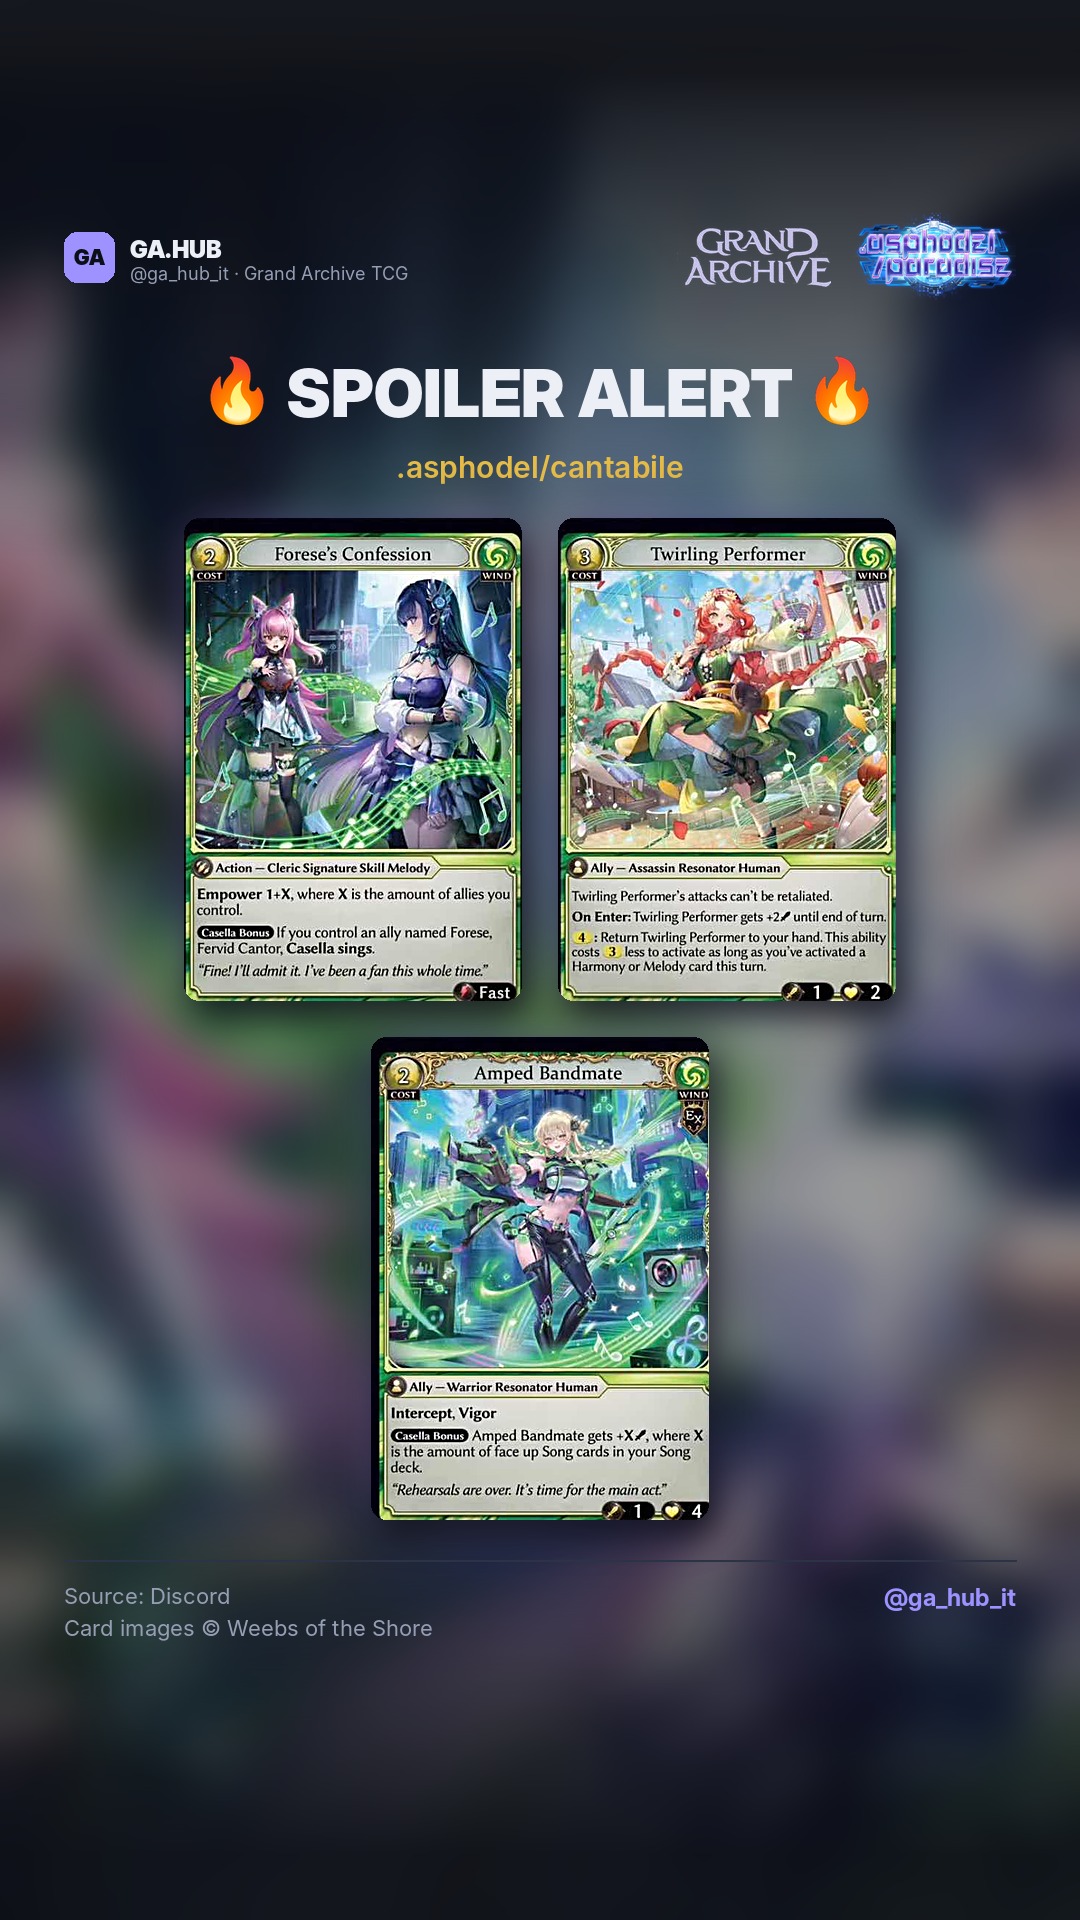 GA
GA.HUB
@ga_hub_it · Grand Archive TCG
GRAND
ARCHIVE
.asphodel
/paradise
🔥 SPOILER ALERT 🔥
.asphodel/cantabile
2
COST
Forese's Confession
WIND
Action — Cleric Signature Skill Melody
Empower 1+X, where X is the amount of allies you
control.
Casella Bonus If you control an ally named Forese,
Fervid Cantor, Casella sings.
“Fine! I'll admit it. I've been a fan this whole time.”
Fast
3
COST
Twirling Performer
WIND
Ally — Assassin Resonator Human
Twirling Performer's attacks can't be retaliated.
On Enter: Twirling Performer gets +2 until end of turn.
4 : Return Twirling Performer to your hand. This ability
costs 3 less to activate as long as you've activated a
Harmony or Melody card this turn.
1 2
2
COST
Amped Bandmate
WIND
EX
Ally — Warrior Resonator Human
Intercept, Vigor
Casella Bonus Amped Bandmate gets +X, where X
is the amount of face up Song cards in your Song
deck.
“Rehearsals are over. It's time for the main act.”
1 4
Source: Discord
Card images © Weebs of the Shore
@ga_hub_it